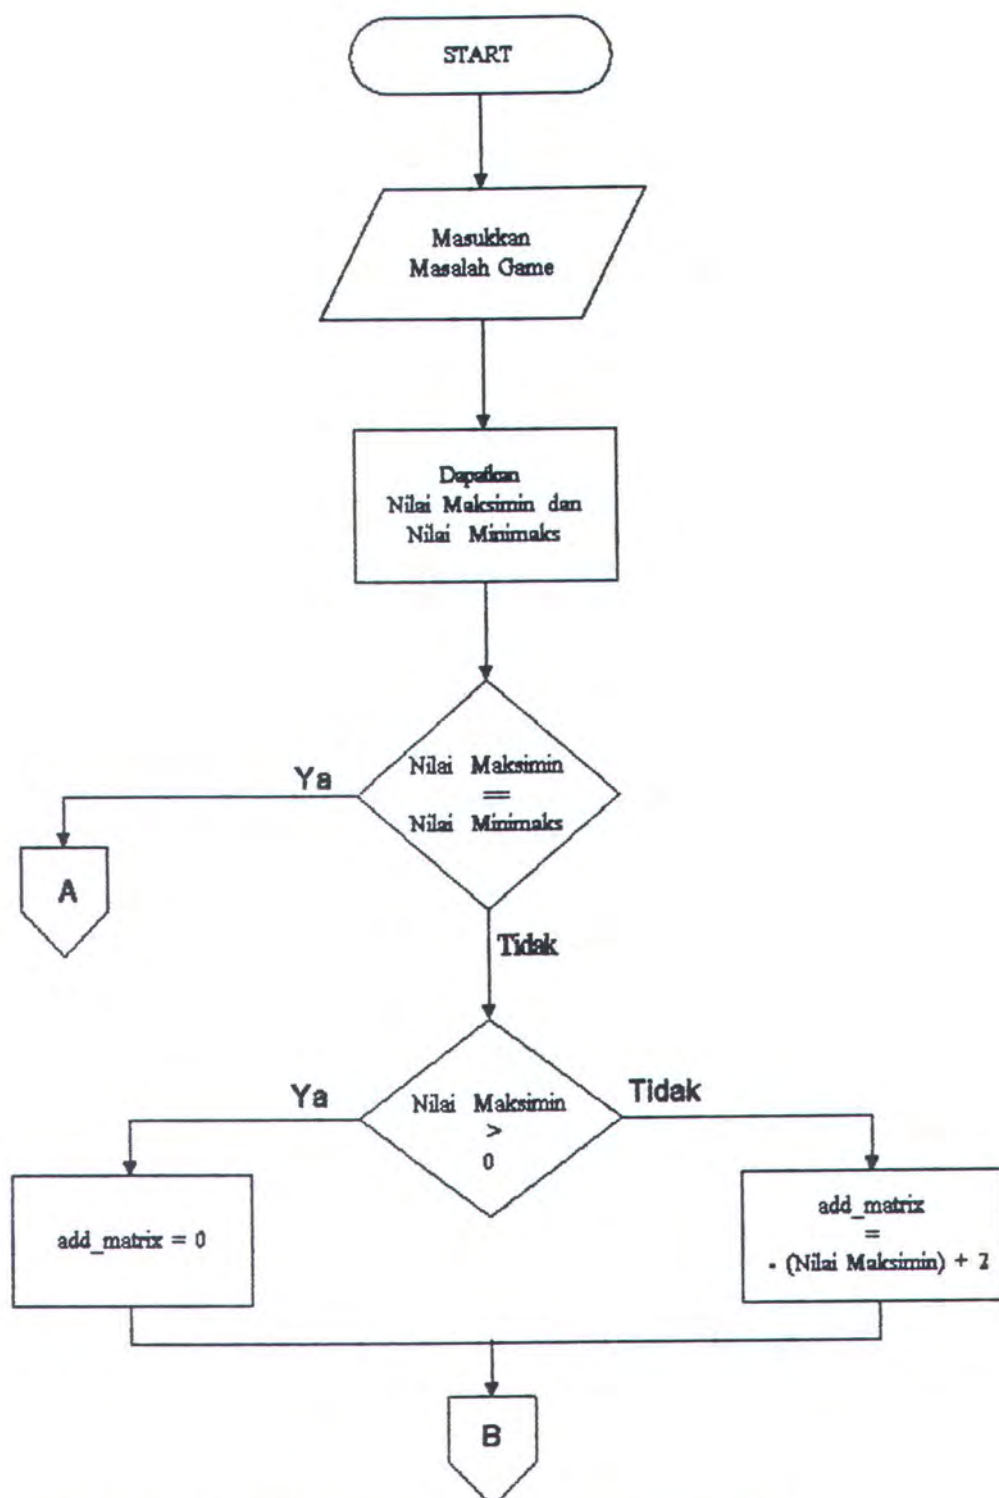 START
Masukkan
Masalah Game
Dapatkan
Nilai Maksimin dan
Nilai Minimaks
Nilai Maksimin
==
Nilai Minimaks
Ya
A
Tidak
Nilai Maksimin
>
0
Ya
Tidak
add_matrix = 0
add_matrix
=
- (Nilai Maksimin) + 2
B